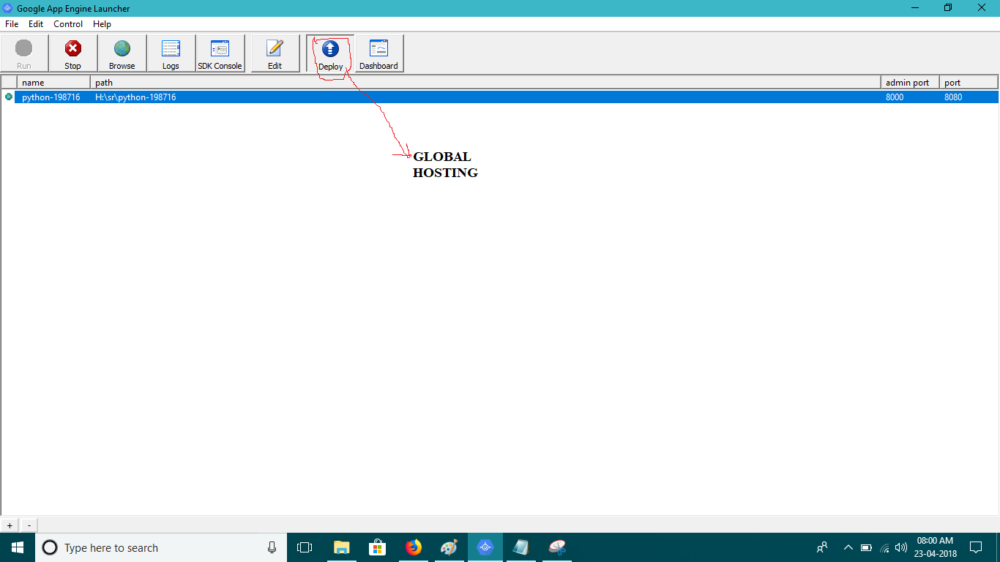 Google App Engine Launcher
File Edit Control Help
Run Stop Browse Logs SDK Console Edit Deploy Dashboard
name path admin port port
python-198716 H:\sr\python-198716 8000 8080
GLOBAL
HOSTING
+ -
Type here to search
08:00 AM
23-04-2018